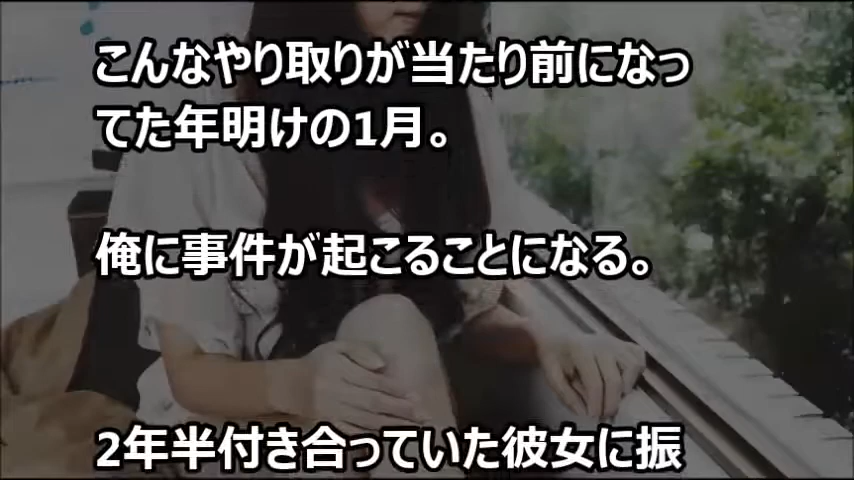 こんなやり取りが当たり前になっ
てた年明けの1月。
俺に事件が起こることになる。
2年半付き合っていた彼女に振